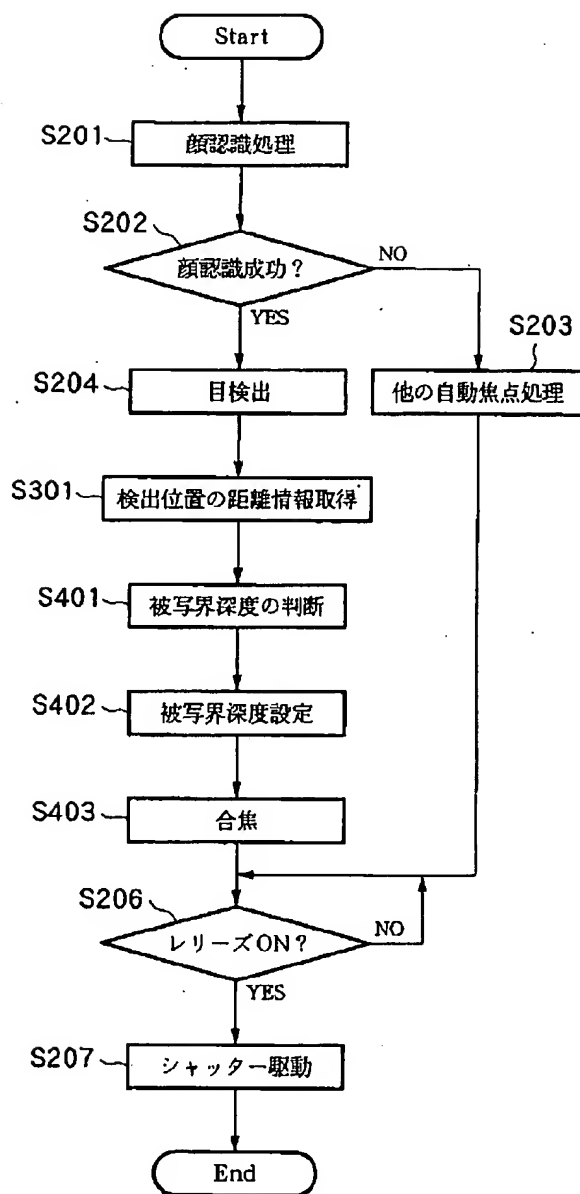 Start
S201
顔認識処理
S202
顔認識成功?
NO
YES
S203
他の自動焦点処理
S204
目検出
S301
検出位置の距離情報取得
S401
被写界深度の判断
S402
被写界深度設定
S403
合焦
S206
レリーズON?
NO
YES
S207
シャッター駆動
End